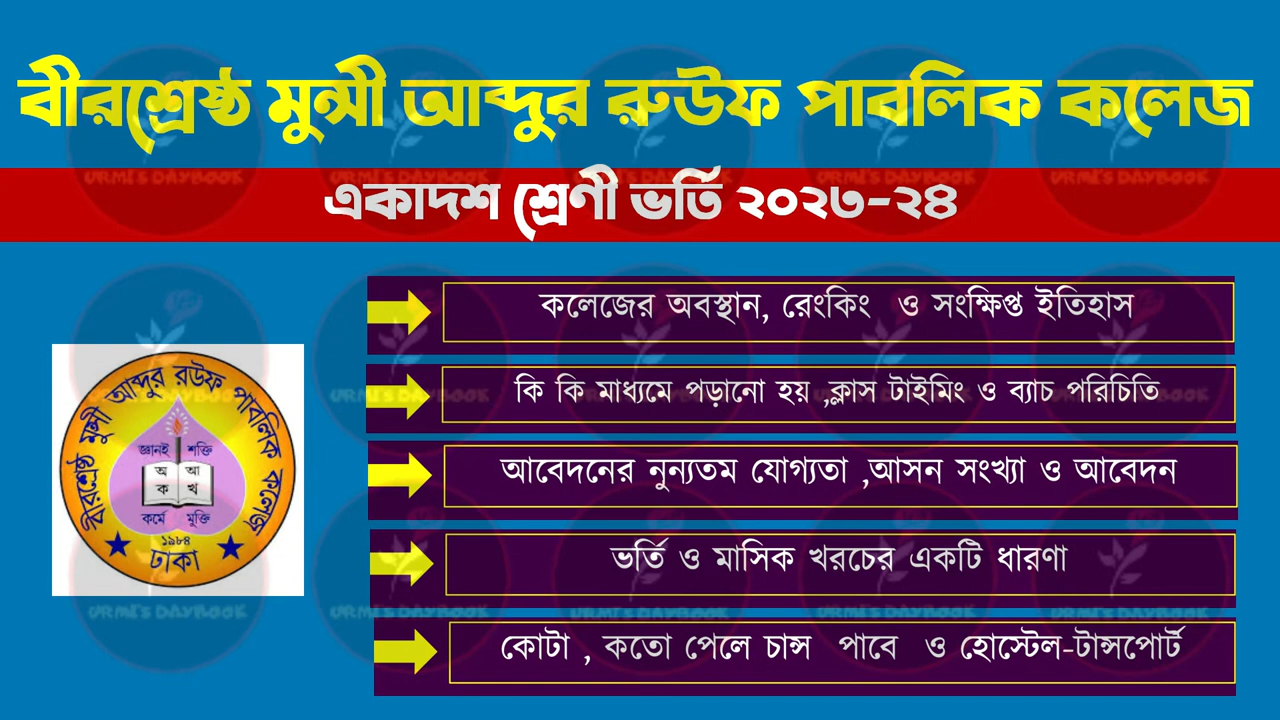 বীরশ্রেষ্ঠ মুন্সী আব্দুর রুউফ পাবলিক কলেজ
একাদশ শ্রেণী ভর্তি ২০২৩-২৪
কলেজের অবস্থান, রেংকিং ও সংক্ষিপ্ত ইতিহাস
কি কি মাধ্যমে পড়ানো হয় ,ক্লাস টাইমিং ও ব্যাচ পরিচিতি
আবেদনের নুন্যতম যোগ্যতা ,আসন সংখ্যা ও আবেদন
ভর্তি ও মাসিক খরচের একটি ধারণা
কোটা , কতো পেলে চান্স পাবে ও হোস্টেল-টান্সপোর্ট
বীরশ্রেষ্ঠ মুন্সী আব্দুর রউফ পাবলিক কলেজ
জ্ঞানই শক্তি
অ আ
ক খ
কর্মে মুক্তি
১৯৮৪
ঢাকা
URMI'S DAYBOOK